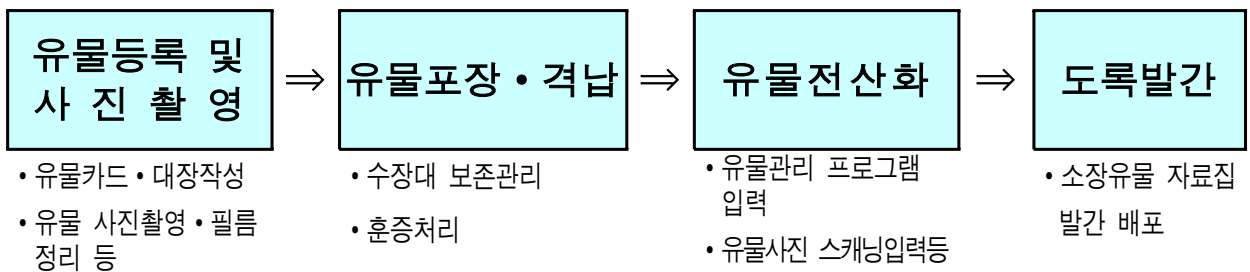 유물등록 및
사 진 촬 영
⇒
유물포장・격납
⇒
유물전산화
⇒
도록발간
• 유물카드・대장작성
• 유물 사진촬영・필름
정리 등
• 수장대 보존관리
• 훈증처리
• 유물관리 프로그램
입력
• 유물사진 스캐닝입력등
• 소장유물 자료집
발간 배포